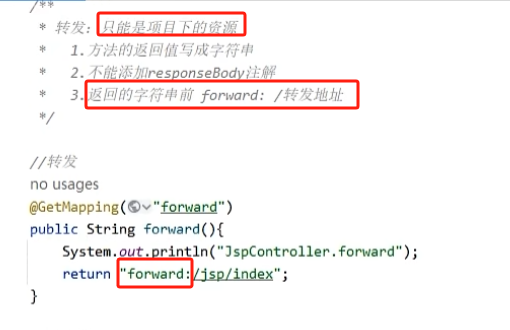 /**
* 转发：只能是项目下的资源
* 1.方法的返回值写成字符串
* 2.不能添加responseBody注解
* 3.返回的字符串前 forward: /转发地址
*/
//转发
no usages
@GetMapping("forward")
public String forward(){
System.out.println("JspController.forward");
return "forward:/jsp/index";
}